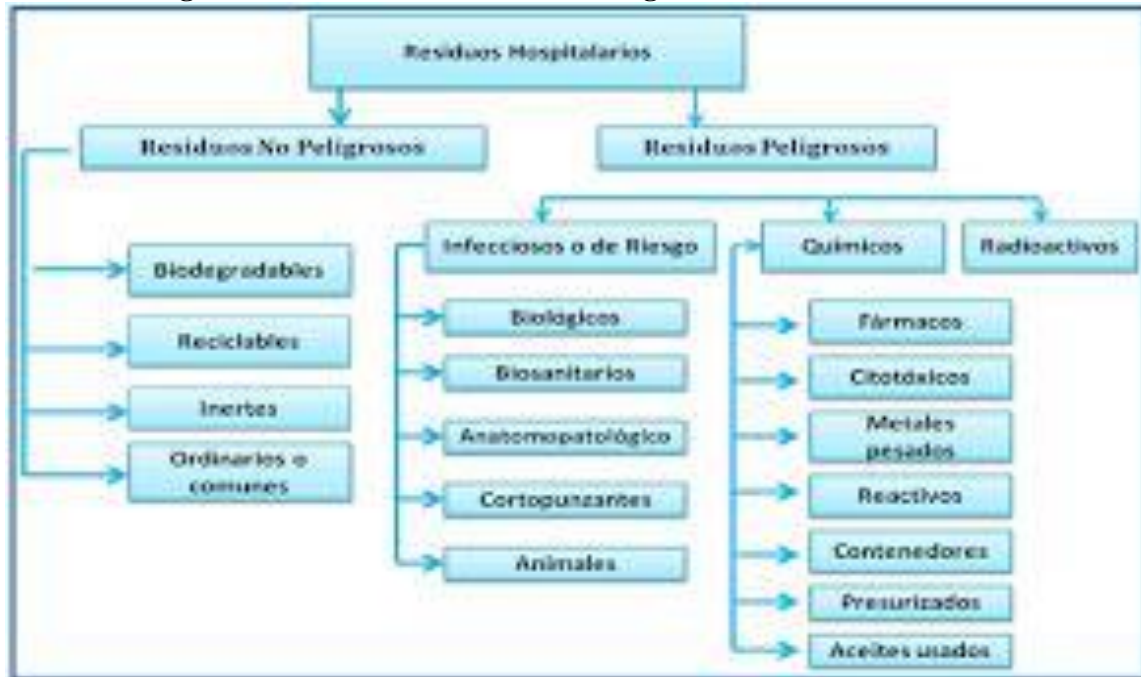 Residuos Hospitalarios
Residuos No Peligrosos
Residuos Peligrosos
Infecciosos o de Riesgo
Químicos
Radioactivos
Biodegradables
Reciclables
Inertes
Ordinarios o
comunes
Biológicos
Biosanitarios
Anatomopatológico
Cortopunzantes
Animales
Fármacos
Citotóxicos
Metales
pesados
Reactivos
Contenedores
Presurizados
Aceites usados